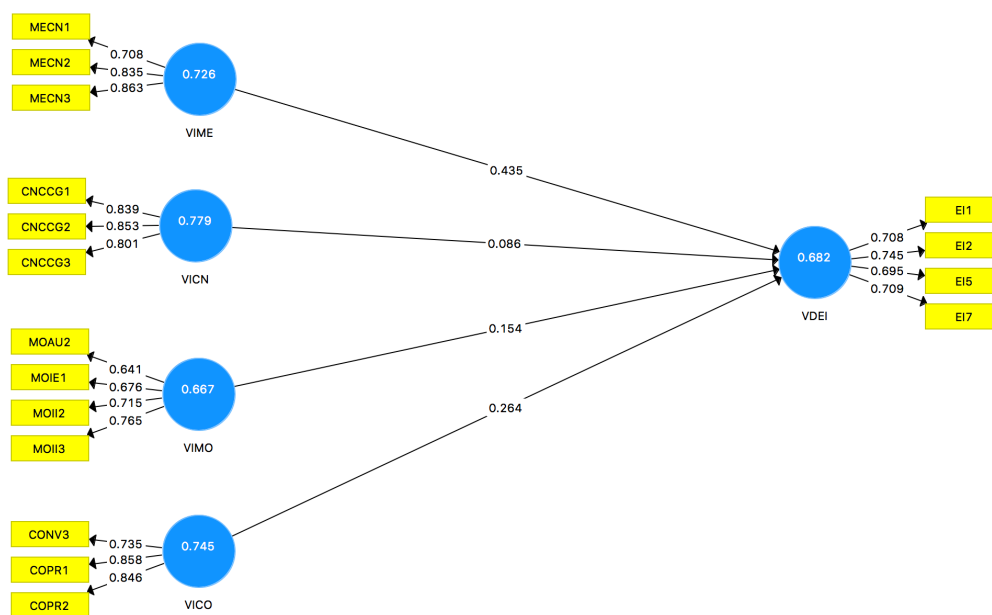 MECN1
0.708
MECN2
0.835
MECN3
0.863
0.726
VIME
0.435
CNCCG1
0.839
CNCCG2
0.853
CNCCG3
0.801
0.779
VICN
0.086
MOAU2
0.641
MOIE1
0.676
MOII2
0.715
MOII3
0.765
0.667
VIMO
0.154
CONV3
0.735
COPR1
0.858
COPR2
0.846
0.745
VICO
0.264
0.682
VDEI
EI1
0.708
EI2
0.745
EI5
0.695
EI7
0.709